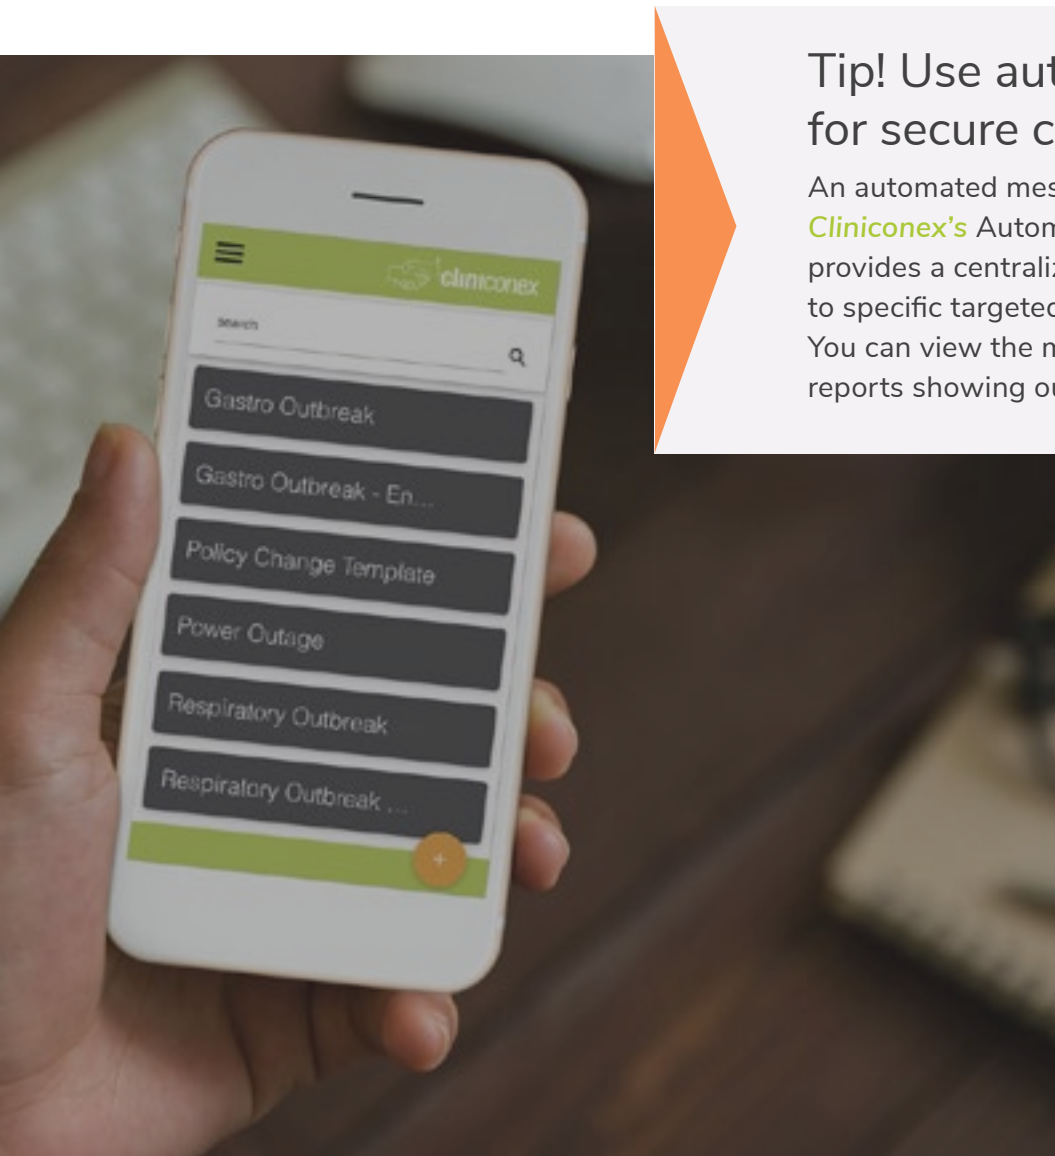 Tip! Use aut
for secure c
An automated mes
Cliniconex's Autom
provides a centraliz
to specific targeted
You can view the m
reports showing ou
cliniconex
search
Gastro Outbreak
Gastro Outbreak - En...
Policy Change Template
Power Outage
Respiratory Outbreak
Respiratory Outbreak ...
+